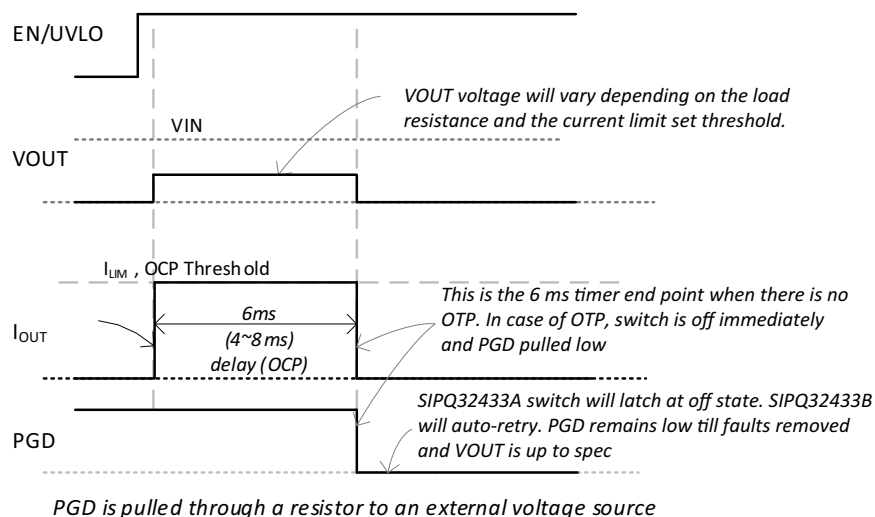 EN/UVLO
VOUT voltage will vary depending on the load
resistance and the current limit set threshold.
VIN
VOUT
ILIM , OCP Threshold
6ms
(4~8 ms)
delay (OCP)
IOUT
This is the 6 ms timer end point when there is no
OTP. In case of OTP, switch is off immediately
and PGD pulled low
SIPQ32433A switch will latch at off state. SIPQ32433B
will auto-retry. PGD remains low till faults removed
and VOUT is up to spec
PGD
PGD is pulled through a resistor to an external voltage source